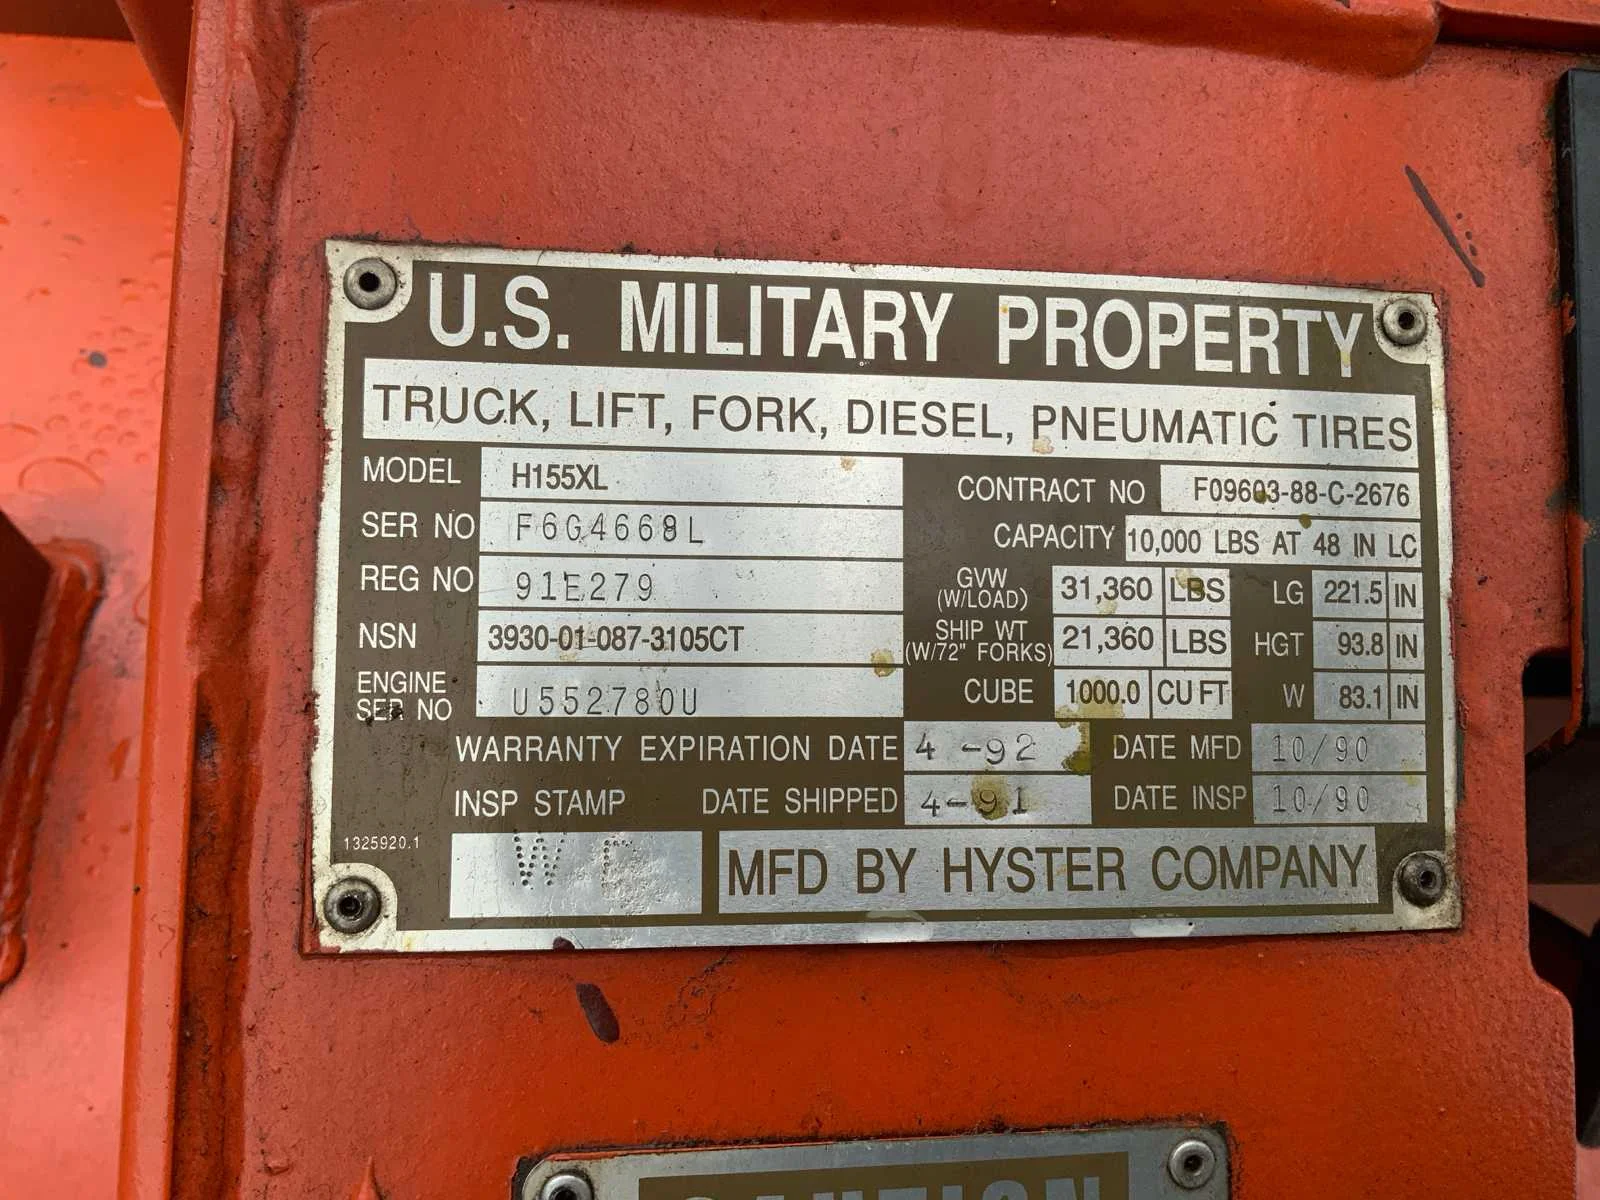 U.S. MILITARY PROPERTY
TRUCK, LIFT, FORK, DIESEL, PNEUMATIC TIRES
MODEL H155XL
CONTRACT NO F09603-88-C-2676
SER NO F6G4668L
CAPACITY 10,000 LBS AT 48 IN LC
REG NO 91E279
GVW (W/LOAD) 31,360 LBS
LG 221.5 IN
NSN 3930-01-087-3105CT
SHIP WT (W/72" FORKS) 21,360 LBS
HGT 93.8 IN
ENGINE SER NO U552780U
CUBE 1000.0 CU FT
W 83.1 IN
WARRANTY EXPIRATION DATE 4-92
DATE MFD 10/90
INSP STAMP
DATE SHIPPED 4-91
DATE INSP 10/90
1325920.1
W
MFD BY HYSTER COMPANY
CAUTION